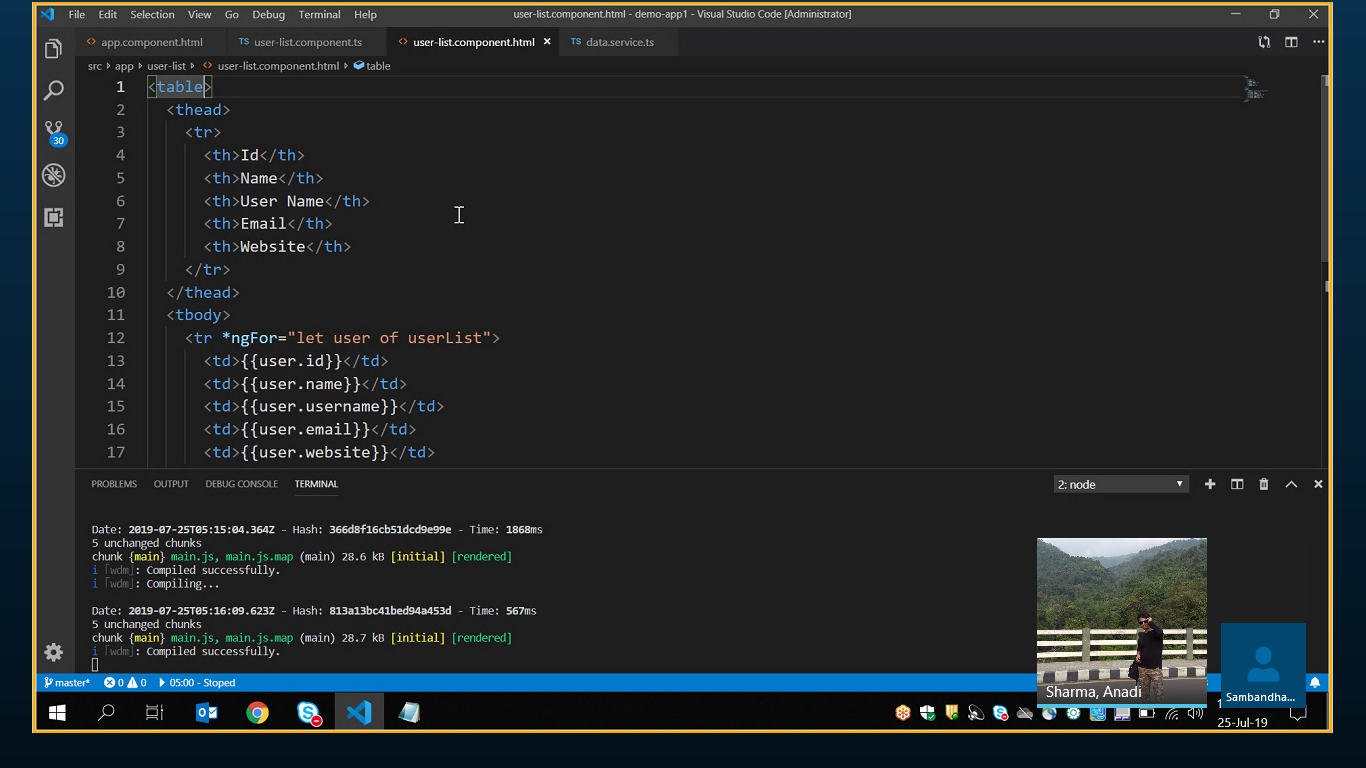 File Edit Selection View Go Debug Terminal Help
user-list.component.html - demo-app1 - Visual Studio Code [Administrator]
<> app.component.html
TS user-list.component.ts
<> user-list.component.html ×
TS data.service.ts
src › app › user-list › <> user-list.component.html › table
1 <table>
2 <thead>
3 <tr>
4 <th>Id</th>
5 <th>Name</th>
6 <th>User Name</th>
7 <th>Email</th>
8 <th>Website</th>
9 </tr>
10 </thead>
11 <tbody>
12 <tr *ngFor="let user of userList">
13 <td>{{user.id}}</td>
14 <td>{{user.name}}</td>
15 <td>{{user.username}}</td>
16 <td>{{user.email}}</td>
17 <td>{{user.website}}</td>
30
PROBLEMS OUTPUT DEBUG CONSOLE TERMINAL
2: node
Date: 2019-07-25T05:15:04.364Z - Hash: 366d8f16cb51dcd9e99e - Time: 1868ms
5 unchanged chunks
chunk {main} main.js, main.js.map (main) 28.6 kB [initial] [rendered]
i ｢wdm｣: Compiled successfully.
i ｢wdm｣: Compiling...
Date: 2019-07-25T05:16:09.623Z - Hash: 813a13bc41bed94a453d - Time: 567ms
5 unchanged chunks
chunk {main} main.js, main.js.map (main) 28.7 kB [initial] [rendered]
i ｢wdm｣: Compiled successfully.
master* 0 0 05:00 - Stoped
Sharma, Anadi
Sambandha...
25-Jul-19